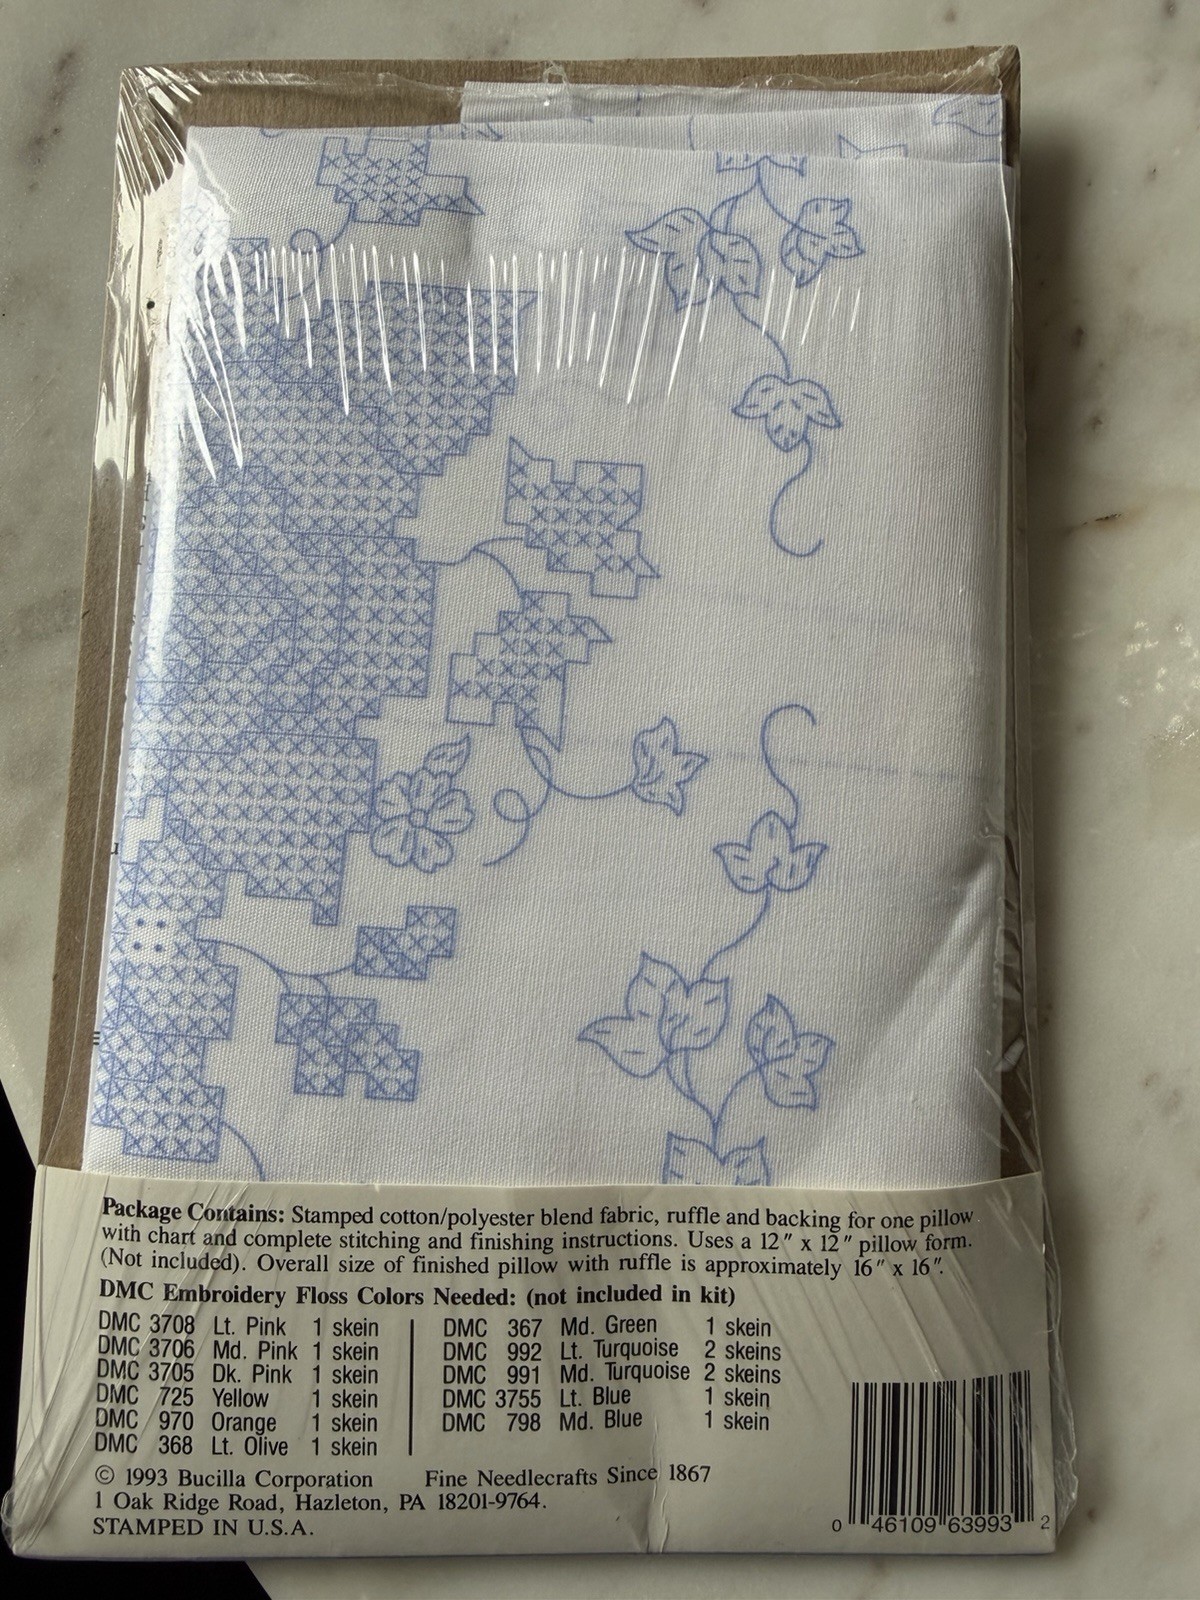 Package Contains: Stamped cotton/polyester blend fabric, ruffle and backing for one pillow
with chart and complete stitching and finishing instructions. Uses a 12" x 12" pillow form.
(Not included). Overall size of finished pillow with ruffle is approximately 16" x 16".
DMC Embroidery Floss Colors Needed: (not included in kit)
DMC 3708 Lt. Pink 1 skein
DMC 3706 Md. Pink 1 skein
DMC 3705 Dk. Pink 1 skein
DMC 725 Yellow 1 skein
DMC 970 Orange 1 skein
DMC 368 Lt. Olive 1 skein
DMC 367 Md. Green 1 skein
DMC 992 Lt. Turquoise 2 skeins
DMC 991 Md. Turquoise 2 skeins
DMC 3755 Lt. Blue 1 skein
DMC 798 Md. Blue 1 skein
© 1993 Bucilla Corporation Fine Needlecrafts Since 1867
1 Oak Ridge Road, Hazleton, PA 18201-9764.
STAMPED IN U.S.A.
0 46109 63993 2